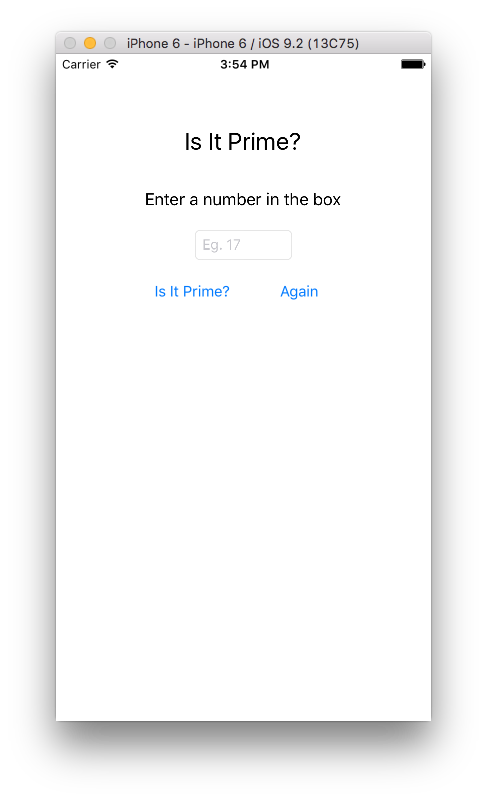 iPhone 6 - iPhone 6 / iOS 9.2 (13C75)
Carrier 3:54 PM
Is It Prime?
Enter a number in the box
Eg. 17
Is It Prime? Again